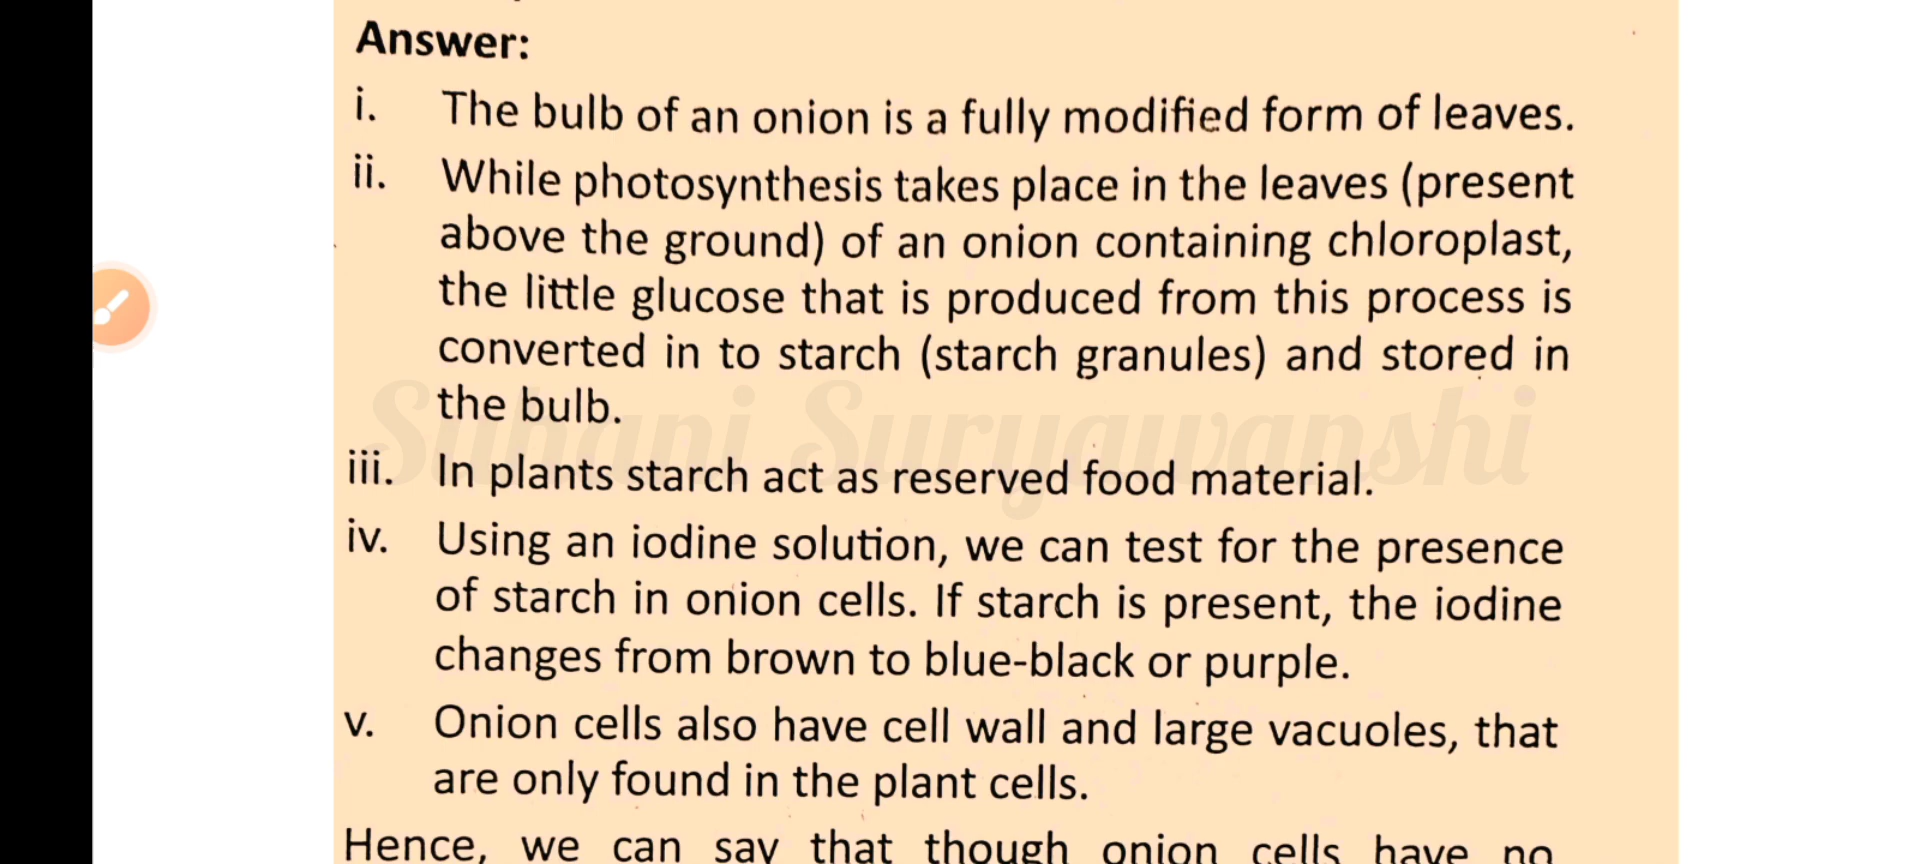 Answer:
i. The bulb of an onion is a fully modified form of leaves.
ii. While photosynthesis takes place in the leaves (present
above the ground) of an onion containing chloroplast,
the little glucose that is produced from this process is
converted in to starch (starch granules) and stored in
the bulb.
Suhani Suryawanshi
iii. In plants starch act as reserved food material.
iv. Using an iodine solution, we can test for the presence
of starch in onion cells. If starch is present, the iodine
changes from brown to blue-black or purple.
v. Onion cells also have cell wall and large vacuoles, that
are only found in the plant cells.
Hence, we can say that though onion cells have no